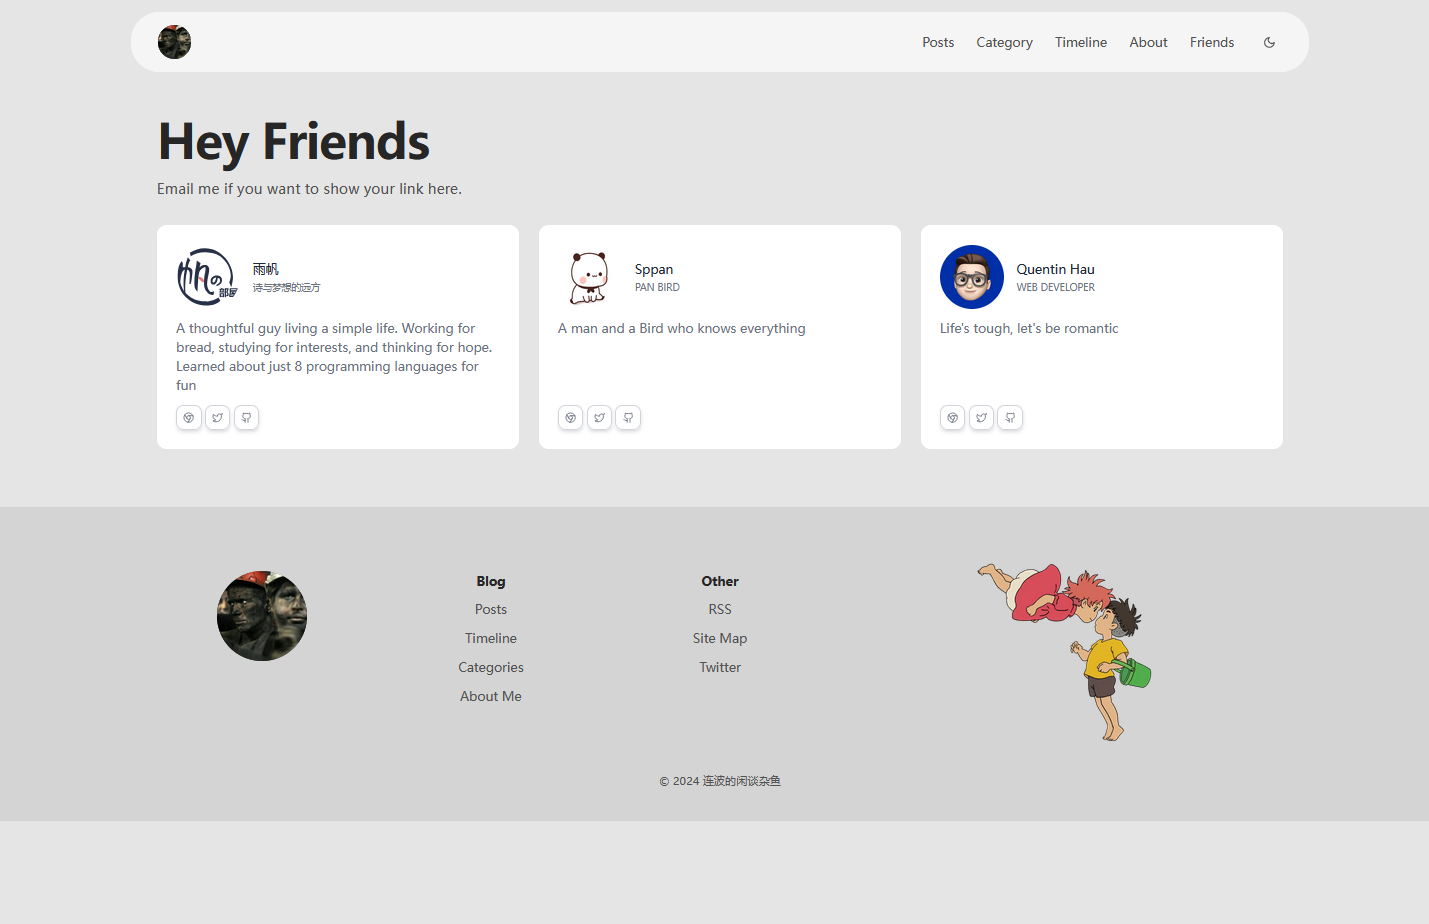 Posts Category Timeline About Friends
Hey Friends
Email me if you want to show your link here.
帆の
部屋
雨帆
诗与梦想的远方
A thoughtful guy living a simple life. Working for
bread, studying for interests, and thinking for hope.
Learned about just 8 programming languages for
fun
Sppan
PAN BIRD
A man and a Bird who knows everything
Quentin Hau
WEB DEVELOPER
Life's tough, let's be romantic
Blog
Posts
Timeline
Categories
About Me
Other
RSS
Site Map
Twitter
© 2024 连波的闲谈杂鱼